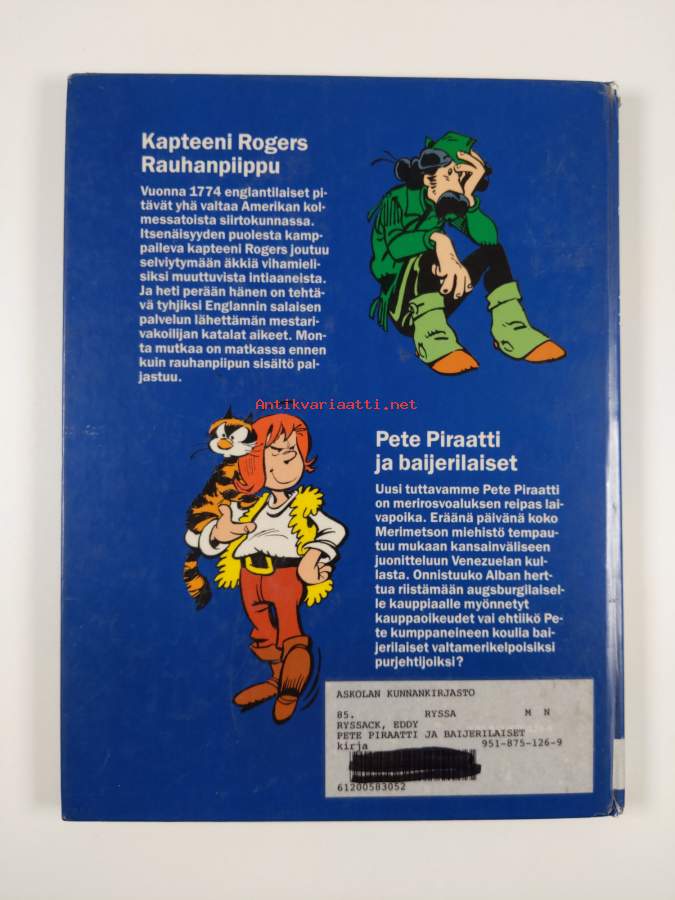 Kapteeni Rogers
Rauhanpiippu
Vuonna 1774 englantilaiset pi-
tävät yhä valtaa Amerikan kol-
messatoista siirtokunnassa.
Itsenäisyyden puolesta kamp-
paileva kapteeni Rogers joutuu
selviytymään äkkiä vihamieli-
siksi muuttuvista intiaaneista.
Ja heti perään hänen on tehtä-
vä tyhjiksi Englannin salaisen
palvelun lähettämän mestari-
vakoilijan katalat aikeet. Mon-
ta mutkaa on matkassa ennen
kuin rauhanpiipun sisältö pal-
jastuu.
Antikvariaatti.net
Pete Piraatti
ja baijerilaiset
Uusi tuttavamme Pete Piraatti
on merirosvoaluksen reipas lai-
vapoika. Eräänä päivänä koko
Merimetson miehistö tempau-
tuu mukaan kansainväliseen
juonitteluun Venezuelan kul-
lasta. Onnistuuko Alban hert-
tua riistämään augsburgilaisel-
le kauppiaalle myönnetyt
kauppaoikeudet vai ehtiikö Pe-
te kumppaneineen koulia bai-
jerilaiset valtamerikelpoisiksi
purjehtijoiksi?
ASKOLAN KUNNANKIRJASTO
85. RYSSA M N
RYSSACK, EDDY
PETE PIRAATTI JA BAIJERILAISET
kirja 951-875-126-9
61200583052